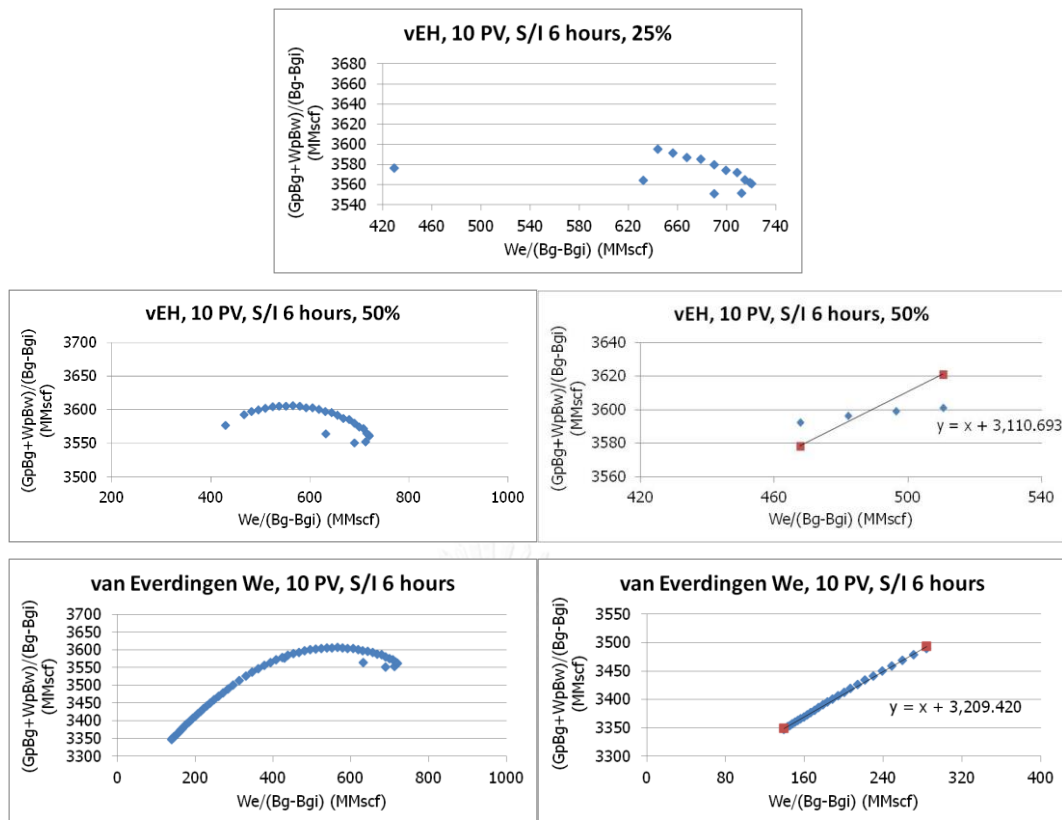 vEH, 10 PV, S/I 6 hours, 25%
(GpBg+WpBw)/(Bg-Bgi)
(MMscf)
3680
3660
3640
3620
3600
3580
3560
3540
420 460 500 540 580 620 660 700 740
We/(Bg-Bgi) (MMscf)
vEH, 10 PV, S/I 6 hours, 50%
(GpBg+WpBw)/(Bg-Bgi)
(MMscf)
3700
3650
3600
3550
3500
200 400 600 800 1000
We/(Bg-Bgi) (MMscf)
vEH, 10 PV, S/I 6 hours, 50%
(GpBg+WpBw)/(Bg-Bgi)
(MMscf)
3640
3620
3600
3580
3560
y = x + 3,110.693
420 460 500 540
We/(Bg-Bgi) (MMscf)
van Everdingen We, 10 PV, S/I 6 hours
(GpBg+WpBw)/(Bg-Bgi)
(MMscf)
3700
3650
3600
3550
3500
3450
3400
3350
3300
0 200 400 600 800 1000
We/(Bg-Bgi) (MMscf)
van Everdingen We, 10 PV, S/I 6 hours
(GpBg+WpBw)/(Bg-Bgi)
(MMscf)
3550
3500
3450
3400
3350
3300
y = x + 3,209.420
0 80 160 240 320 400
We/(Bg-Bgi) (MMscf)